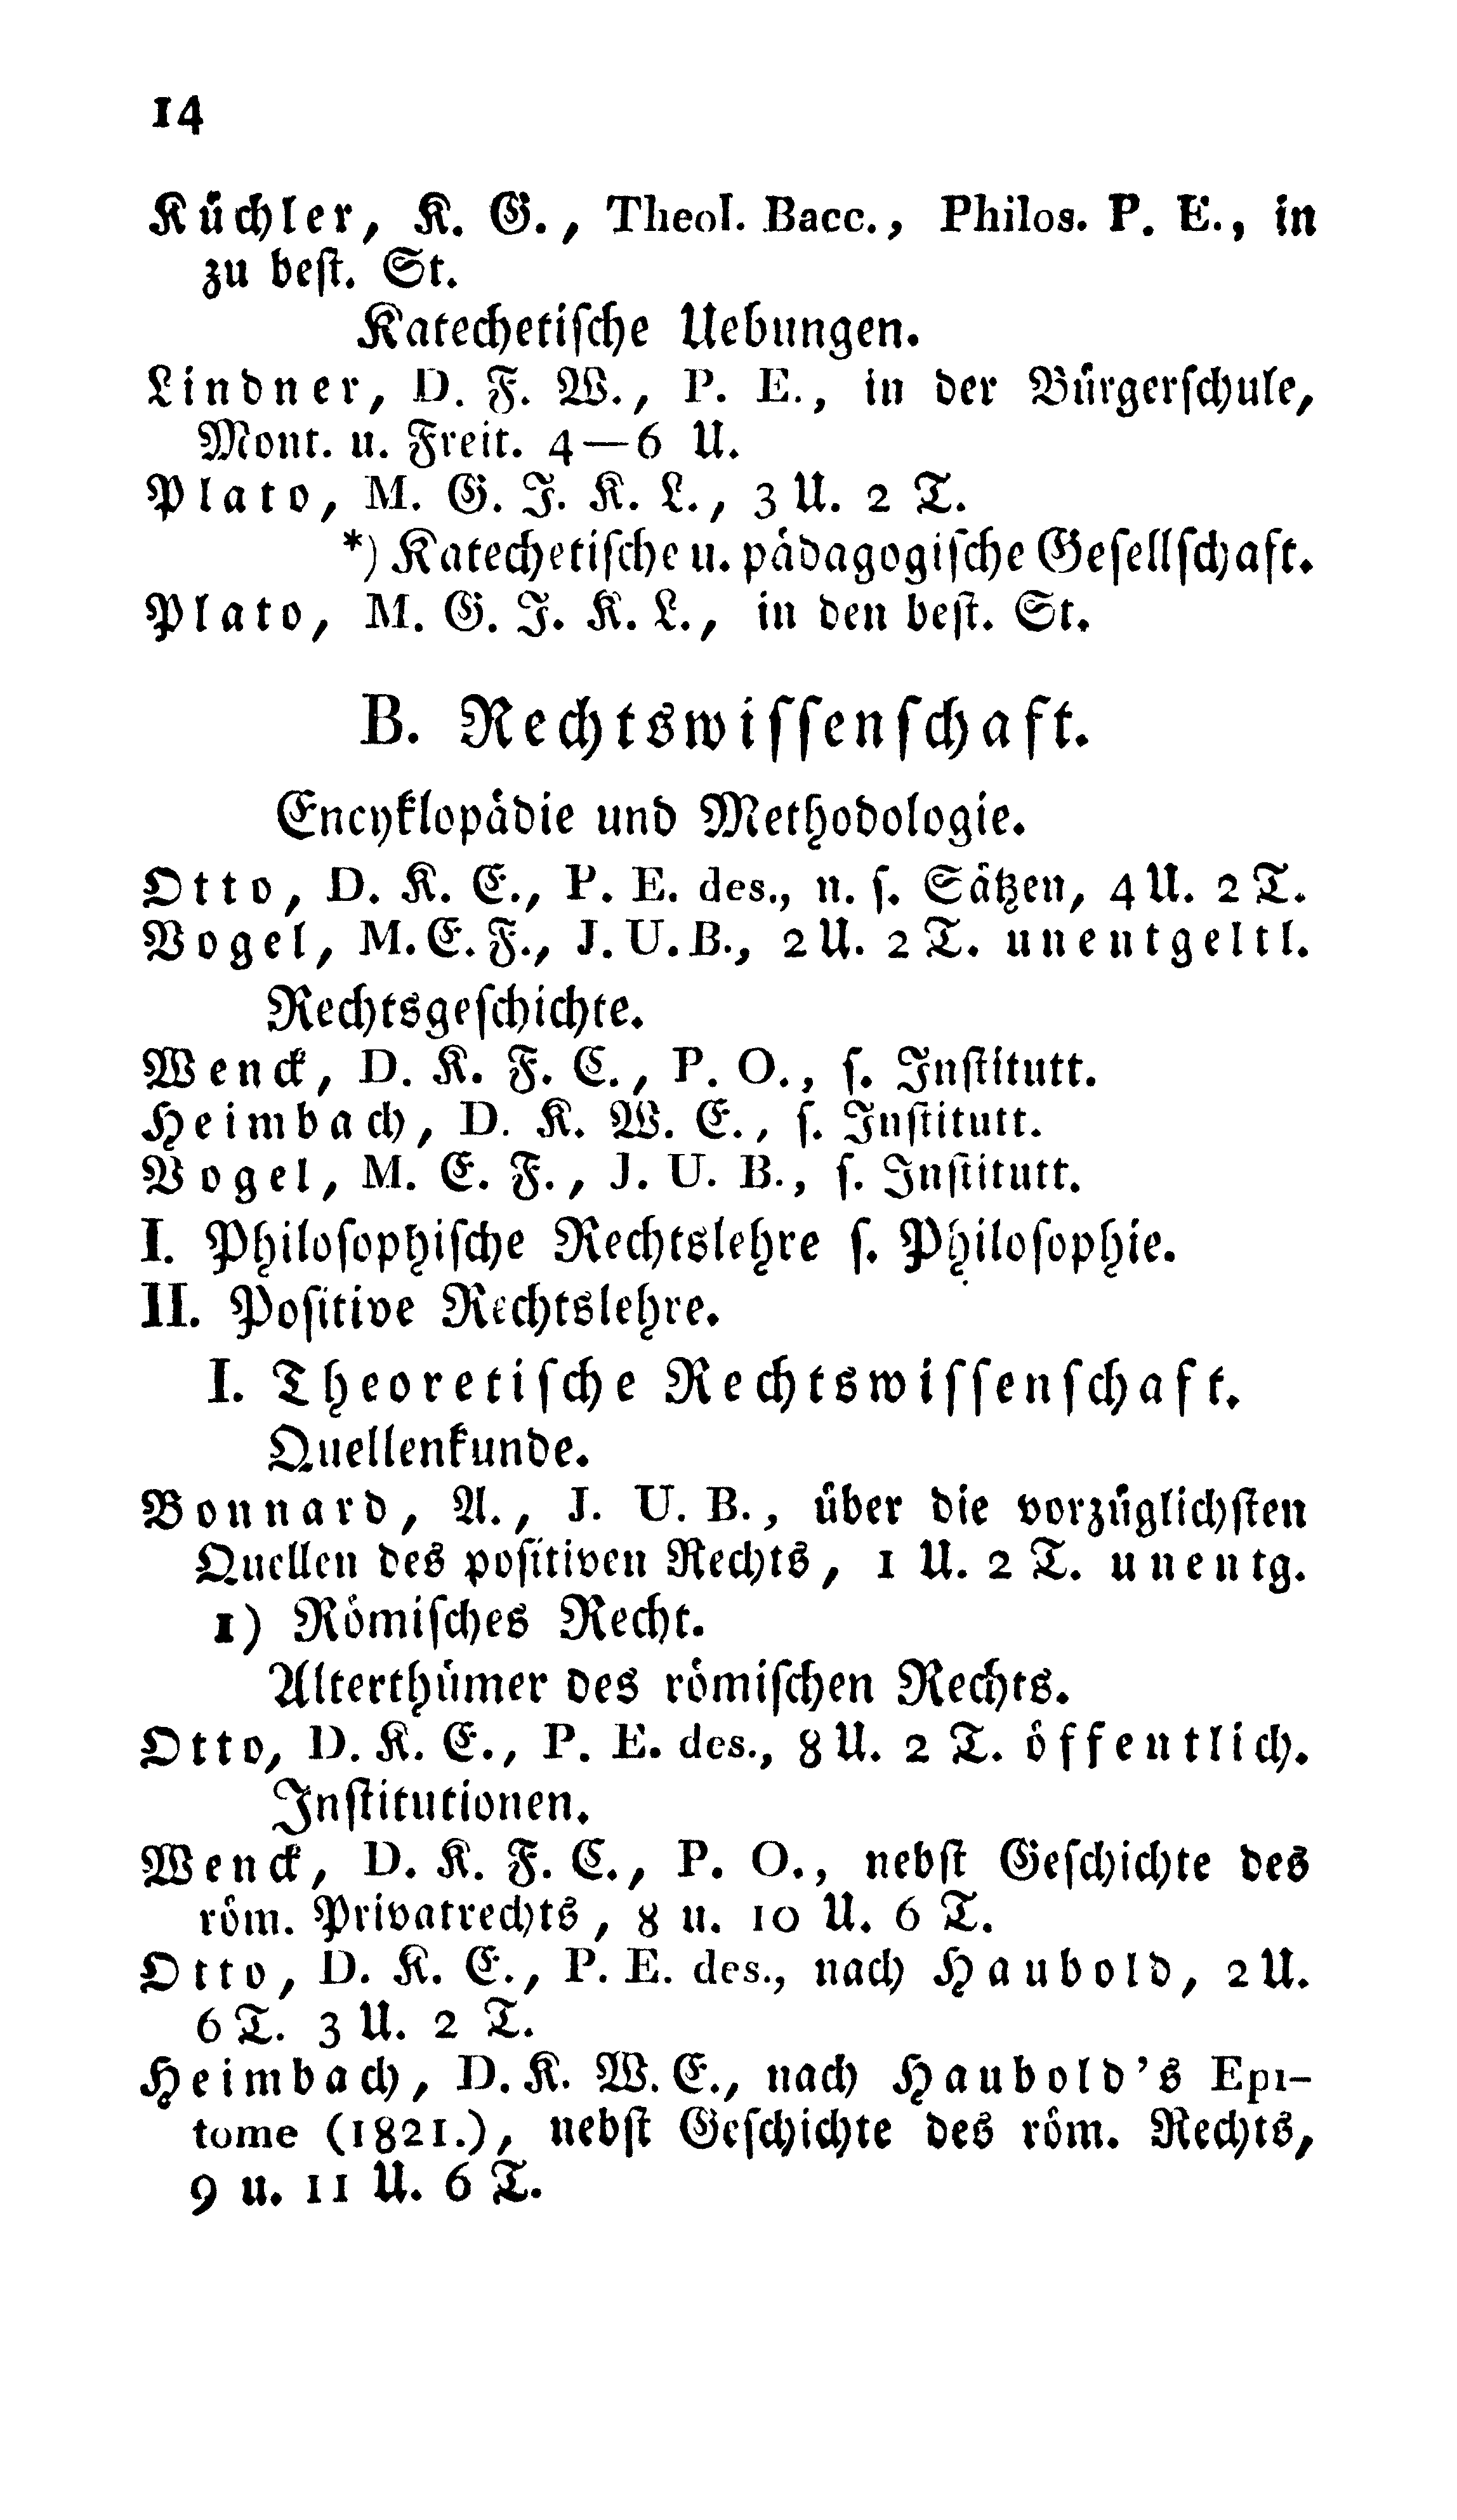 14
Küchler, K. G., Theol. Bacc., Philos. P. E., in
zu best. St.
Katechetische Uebungen.
Lindner, D. F. W., P. E., in der Bürgerschule,
Mont. u. Freit. 4—6 U.
Plato, M. G. J. K. L., 3 U. 2 T.
*) Katechetische u. pädagogische Gesellschaft.
Plato, M. G. J. K. L., in den best. St.
B. Rechtswissenschaft.
Encyklopädie und Methodologie.
Otto, D. K. E., P. E. des., n. s. Sätzen, 4 U. 2 T.
Vogel, M. E. F., J. U. B., 2 U. 2 T. unentgeltl.
Rechtsgeschichte.
Wenck, D. K. F. C., P. O., s. Institutt.
Heimbach, D. K. W. E., s. Institutt.
Vogel, M. E. F., J. U. B., s. Institutt.
I. Philosophische Rechtslehre s. Philosophie.
II. Positive Rechtslehre.
I. Theoretische Rechtswissenschaft.
Quellenkunde.
Bonnard, A., J. U. B., über die vorzüglichsten
Quellen des positiven Rechts, 1 U. 2 T. unentg.
1) Römisches Recht.
Alterthümer des römischen Rechts.
Otto, D. K. E., P. E. des., 8 U. 2 T. öffentlich.
Institutionen.
Wenck, D. K. F. C., P. O., nebst Geschichte des
röm. Privatrechts, 8 u. 10 U. 6 T.
Otto, D. K. E., P. E. des., nach Haubold, 2 U.
6 T. 3 U. 2 T.
Heimbach, D. K. W. E., nach Haubold's Epi-
tome (1821.), nebst Geschichte des röm. Rechts,
9 u. 11 U. 6 T.